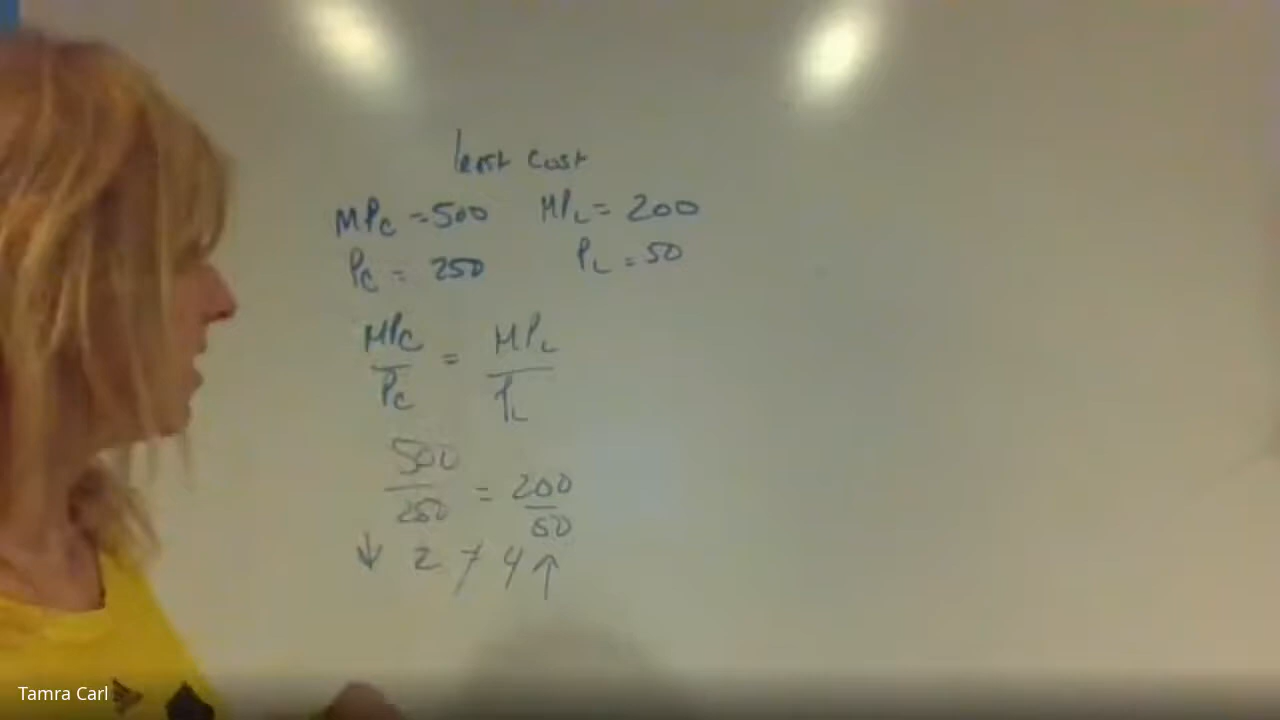 least cost
MPc = 500 MPL = 200
Pc = 250 PL = 50
MPc = MPL
Pc PL
500 = 200
250 50
↓ 2 ≠ 4 ↑
Tamra Carl